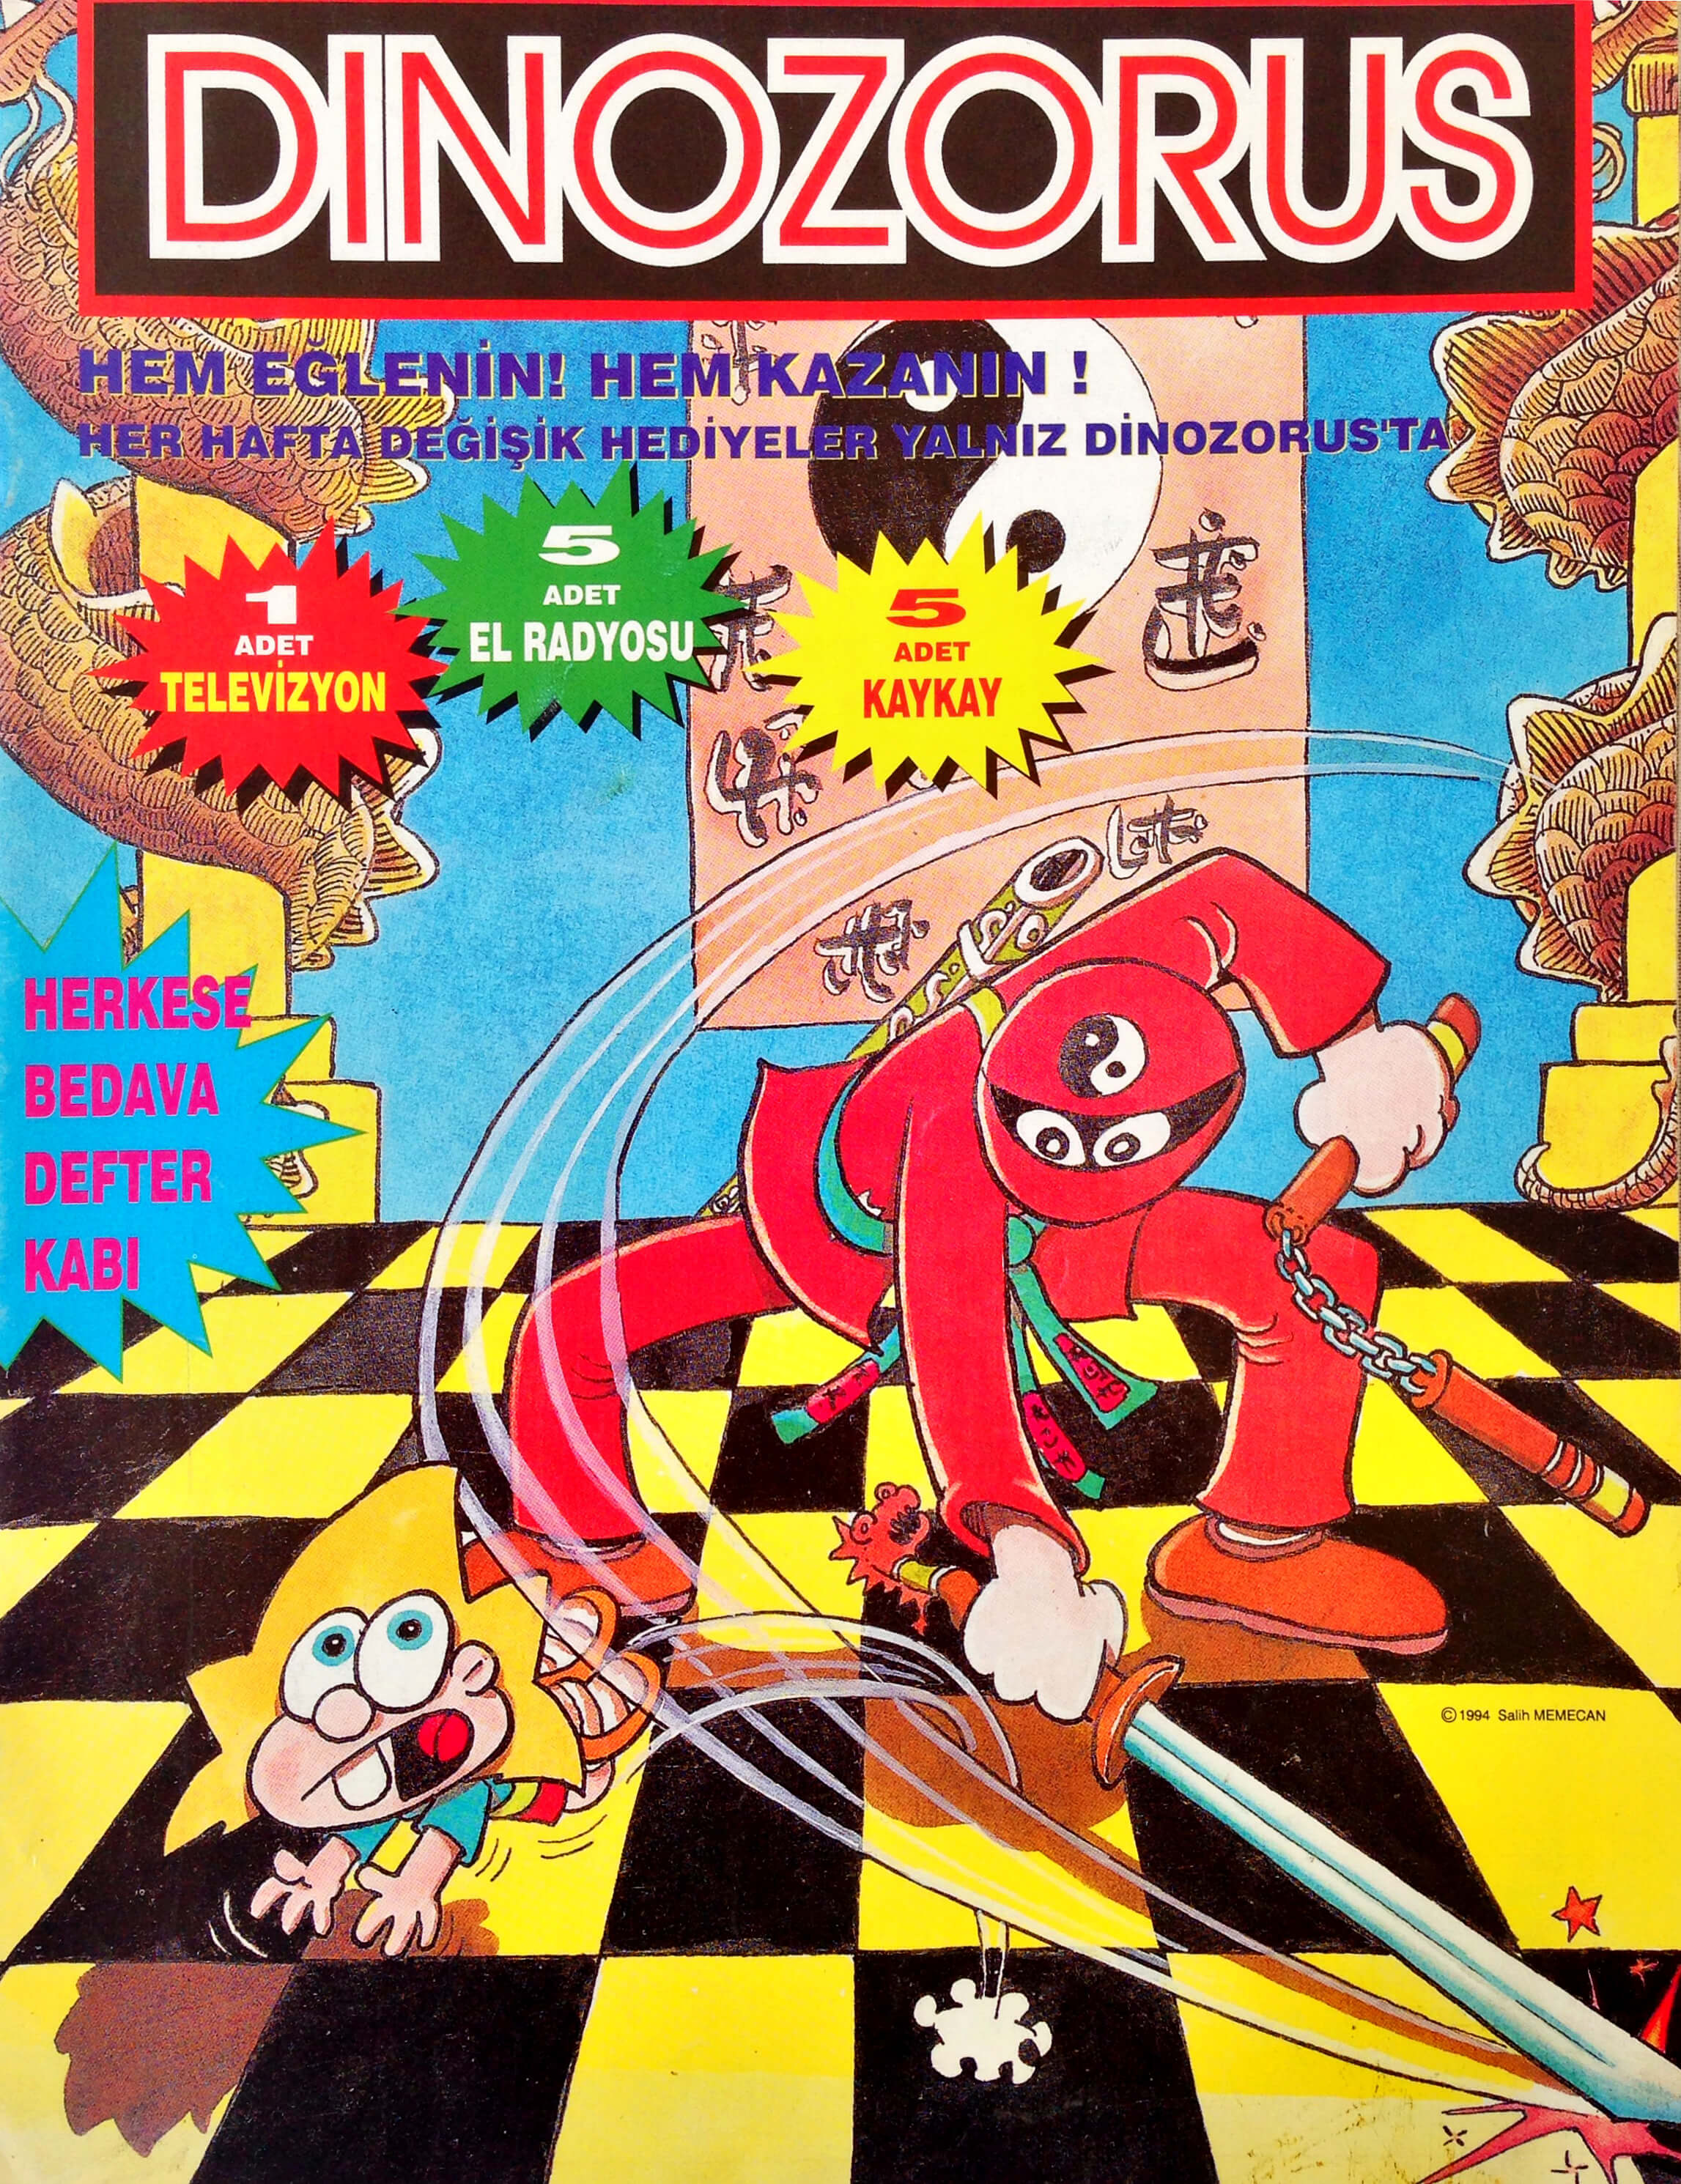 DINOZORUS
HEM EĞLENİN! HEM KAZANIN !
HER HAFTA DEĞİŞİK HEDİYELER YALNIZ DİNOZORUS'TA
1
ADET
TELEVİZYON
5
ADET
EL RADYOSU
5
ADET
KAYKAY
HERKESE
BEDAVA
DEFTER
KABI
©1994 Salih MEMECAN